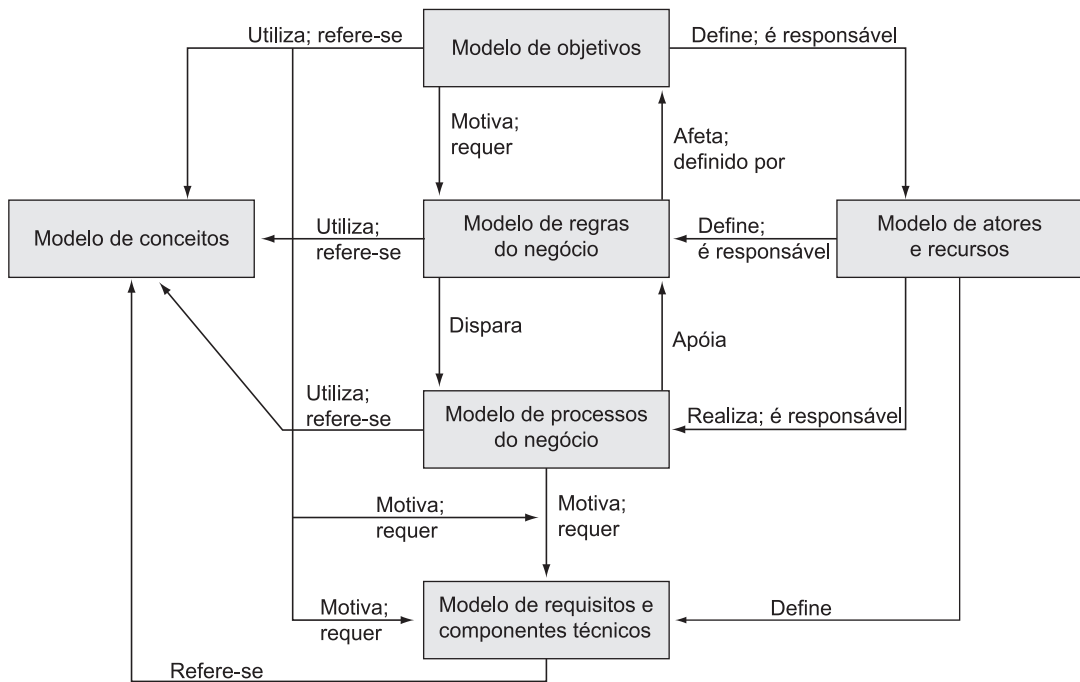 Utiliza; refere-se
Modelo de objetivos
Define; é responsável
Motiva;
requer
Afeta;
definido por
Modelo de conceitos
Utiliza;
refere-se
Modelo de regras
do negócio
Define;
é responsável
Modelo de atores
e recursos
Dispara
Apóia
Utiliza;
refere-se
Modelo de processos
do negócio
Realiza; é responsável
Motiva;
requer
Motiva;
requer
Motiva;
requer
Modelo de requisitos e
componentes técnicos
Define
Refere-se